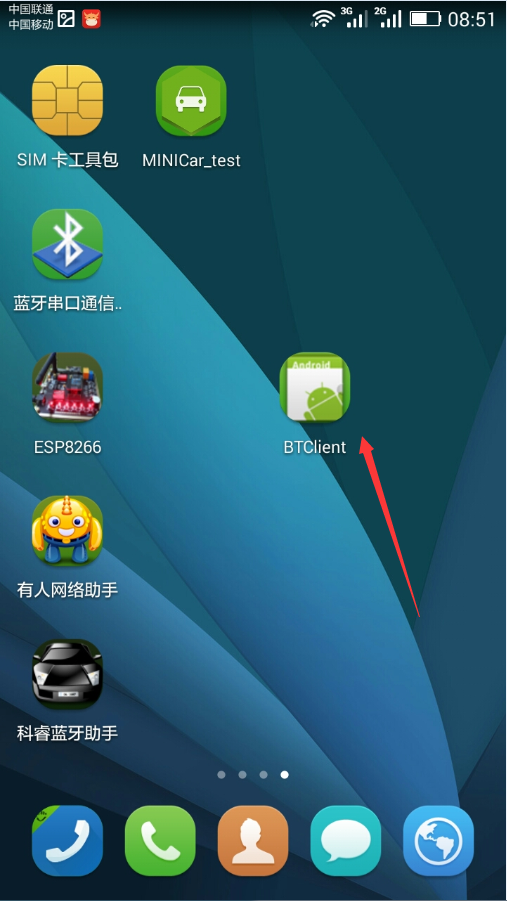 中国联通
中国移动
3G
2G
08:51
SIM 卡工具包
MINICar_test
蓝牙串口通信..
Android
ESP8266
BTClient
有人网络助手
科睿蓝牙助手